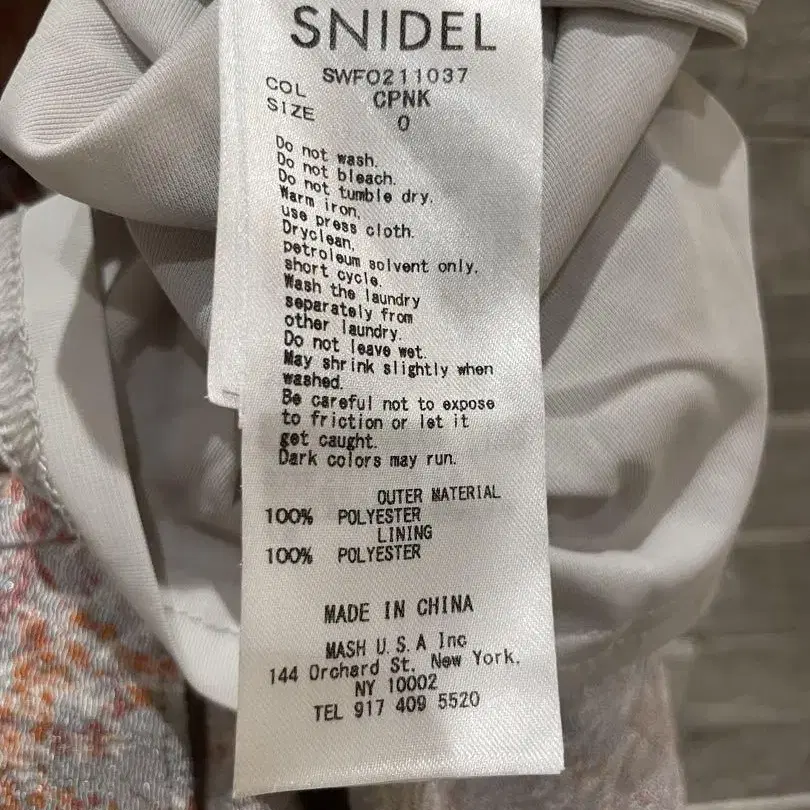 SNIDEL
SWFO211037
COL CPNK
SIZE 0
Do not wash.
Do not bleach.
Do not tumble dry.
Warm iron,
use press cloth.
Dryclean,
petroleum solvent only.
short cycle.
Wash the laundry
separately from
other laundry.
Do not leave wet.
May shrink slightly when
washed.
Be careful not to expose
to friction or let it
get caught.
Dark colors may run.
OUTER MATERIAL
100% POLYESTER
LINING
100% POLYESTER
MADE IN CHINA
MASH U.S.A Inc
144 Orchard St. New York.
NY 10002
TEL 917 409 5520